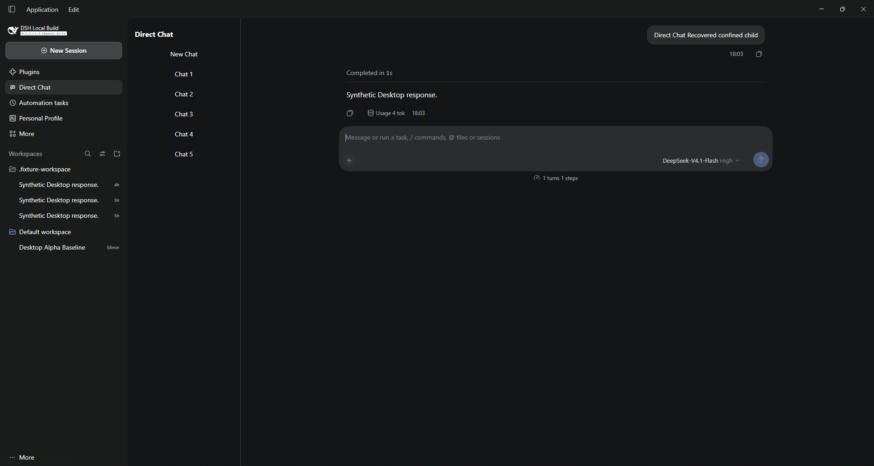 Application Edit
DSH Local Build
New Session
Plugins
Direct Chat
Automation tasks
Personal Profile
More
Workspaces
.fixture-workspace
Synthetic Desktop response. 4h
Synthetic Desktop response.
Synthetic Desktop response.
Default workspace
Desktop Alpha Baseline
More
Direct Chat
New Chat
Chat 1
Chat 2
Chat 3
Chat 4
Chat 5
Direct Chat Recovered confined child
18:03
Completed in 1s
Synthetic Desktop response.
Usage 4 tok 18:03
Message or run a task, / commands, @ files or sessions
DeepSeek-V4.1-Flash High
1 turns 1 steps